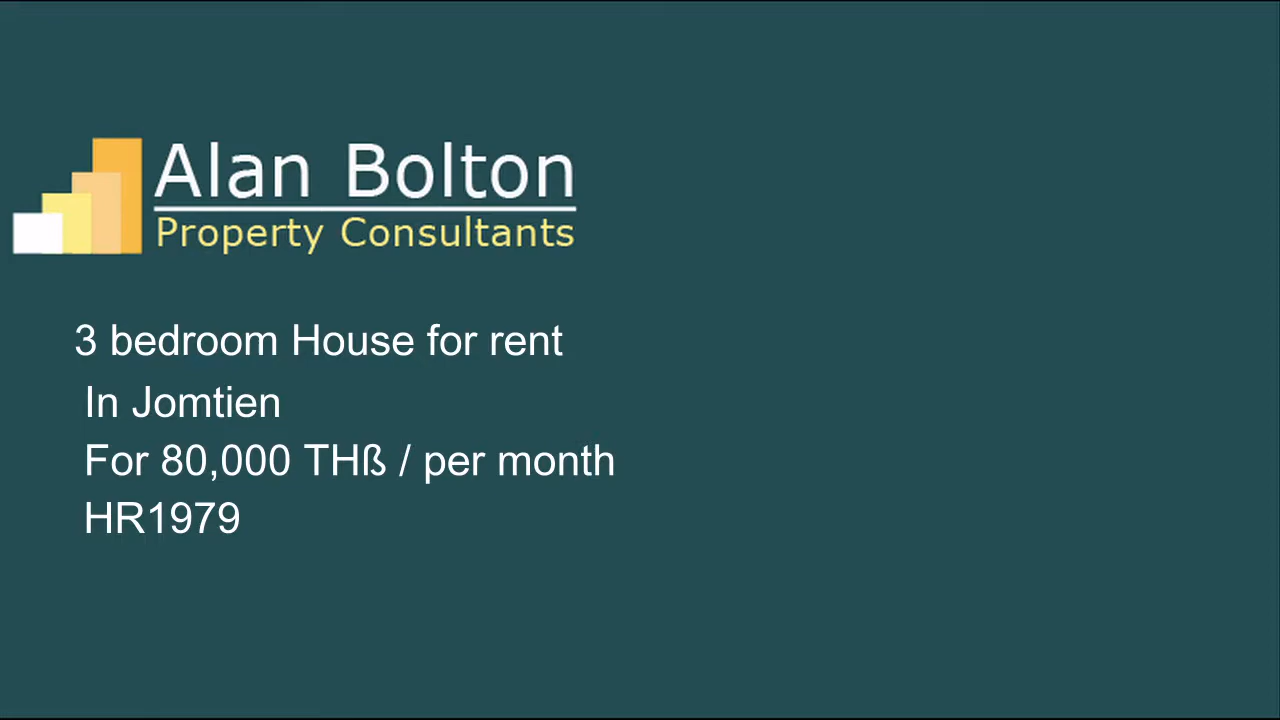 Alan Bolton
Property Consultants
3 bedroom House for rent
In Jomtien
For 80,000 THß / per month
HR1979